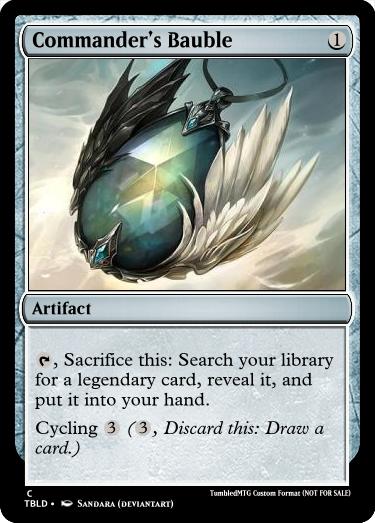 Commander's Bauble 1
Artifact
, Sacrifice this: Search your library
for a legendary card, reveal it, and
put it into your hand.
Cycling 3 (3, Discard this: Draw a
card.)
C
TBLD • SANDARA (DEVIANTART)
TumbledMTG Custom Format (NOT FOR SALE)